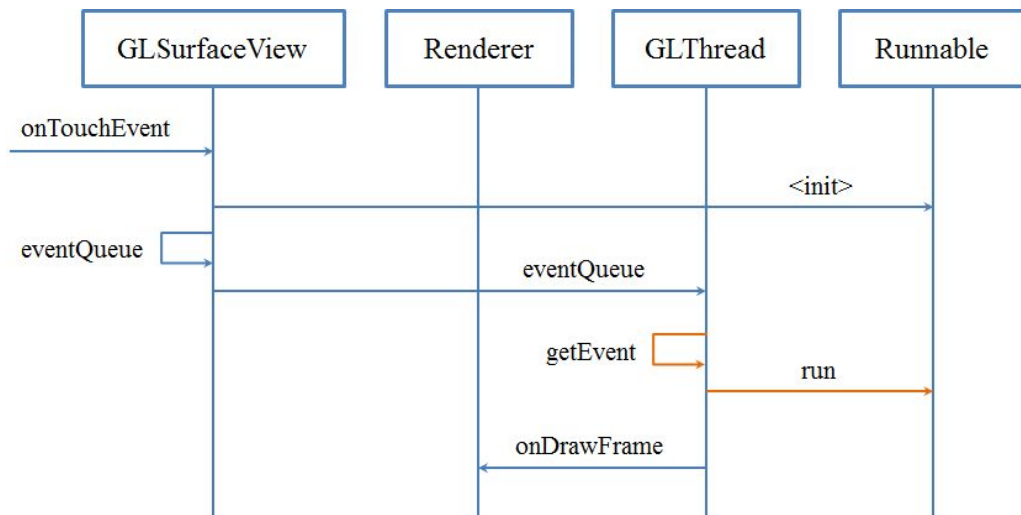 GLSurfaceView
Renderer
GLThread
Runnable
onTouchEvent
<init>
eventQueue
eventQueue
getEvent
run
onDrawFrame